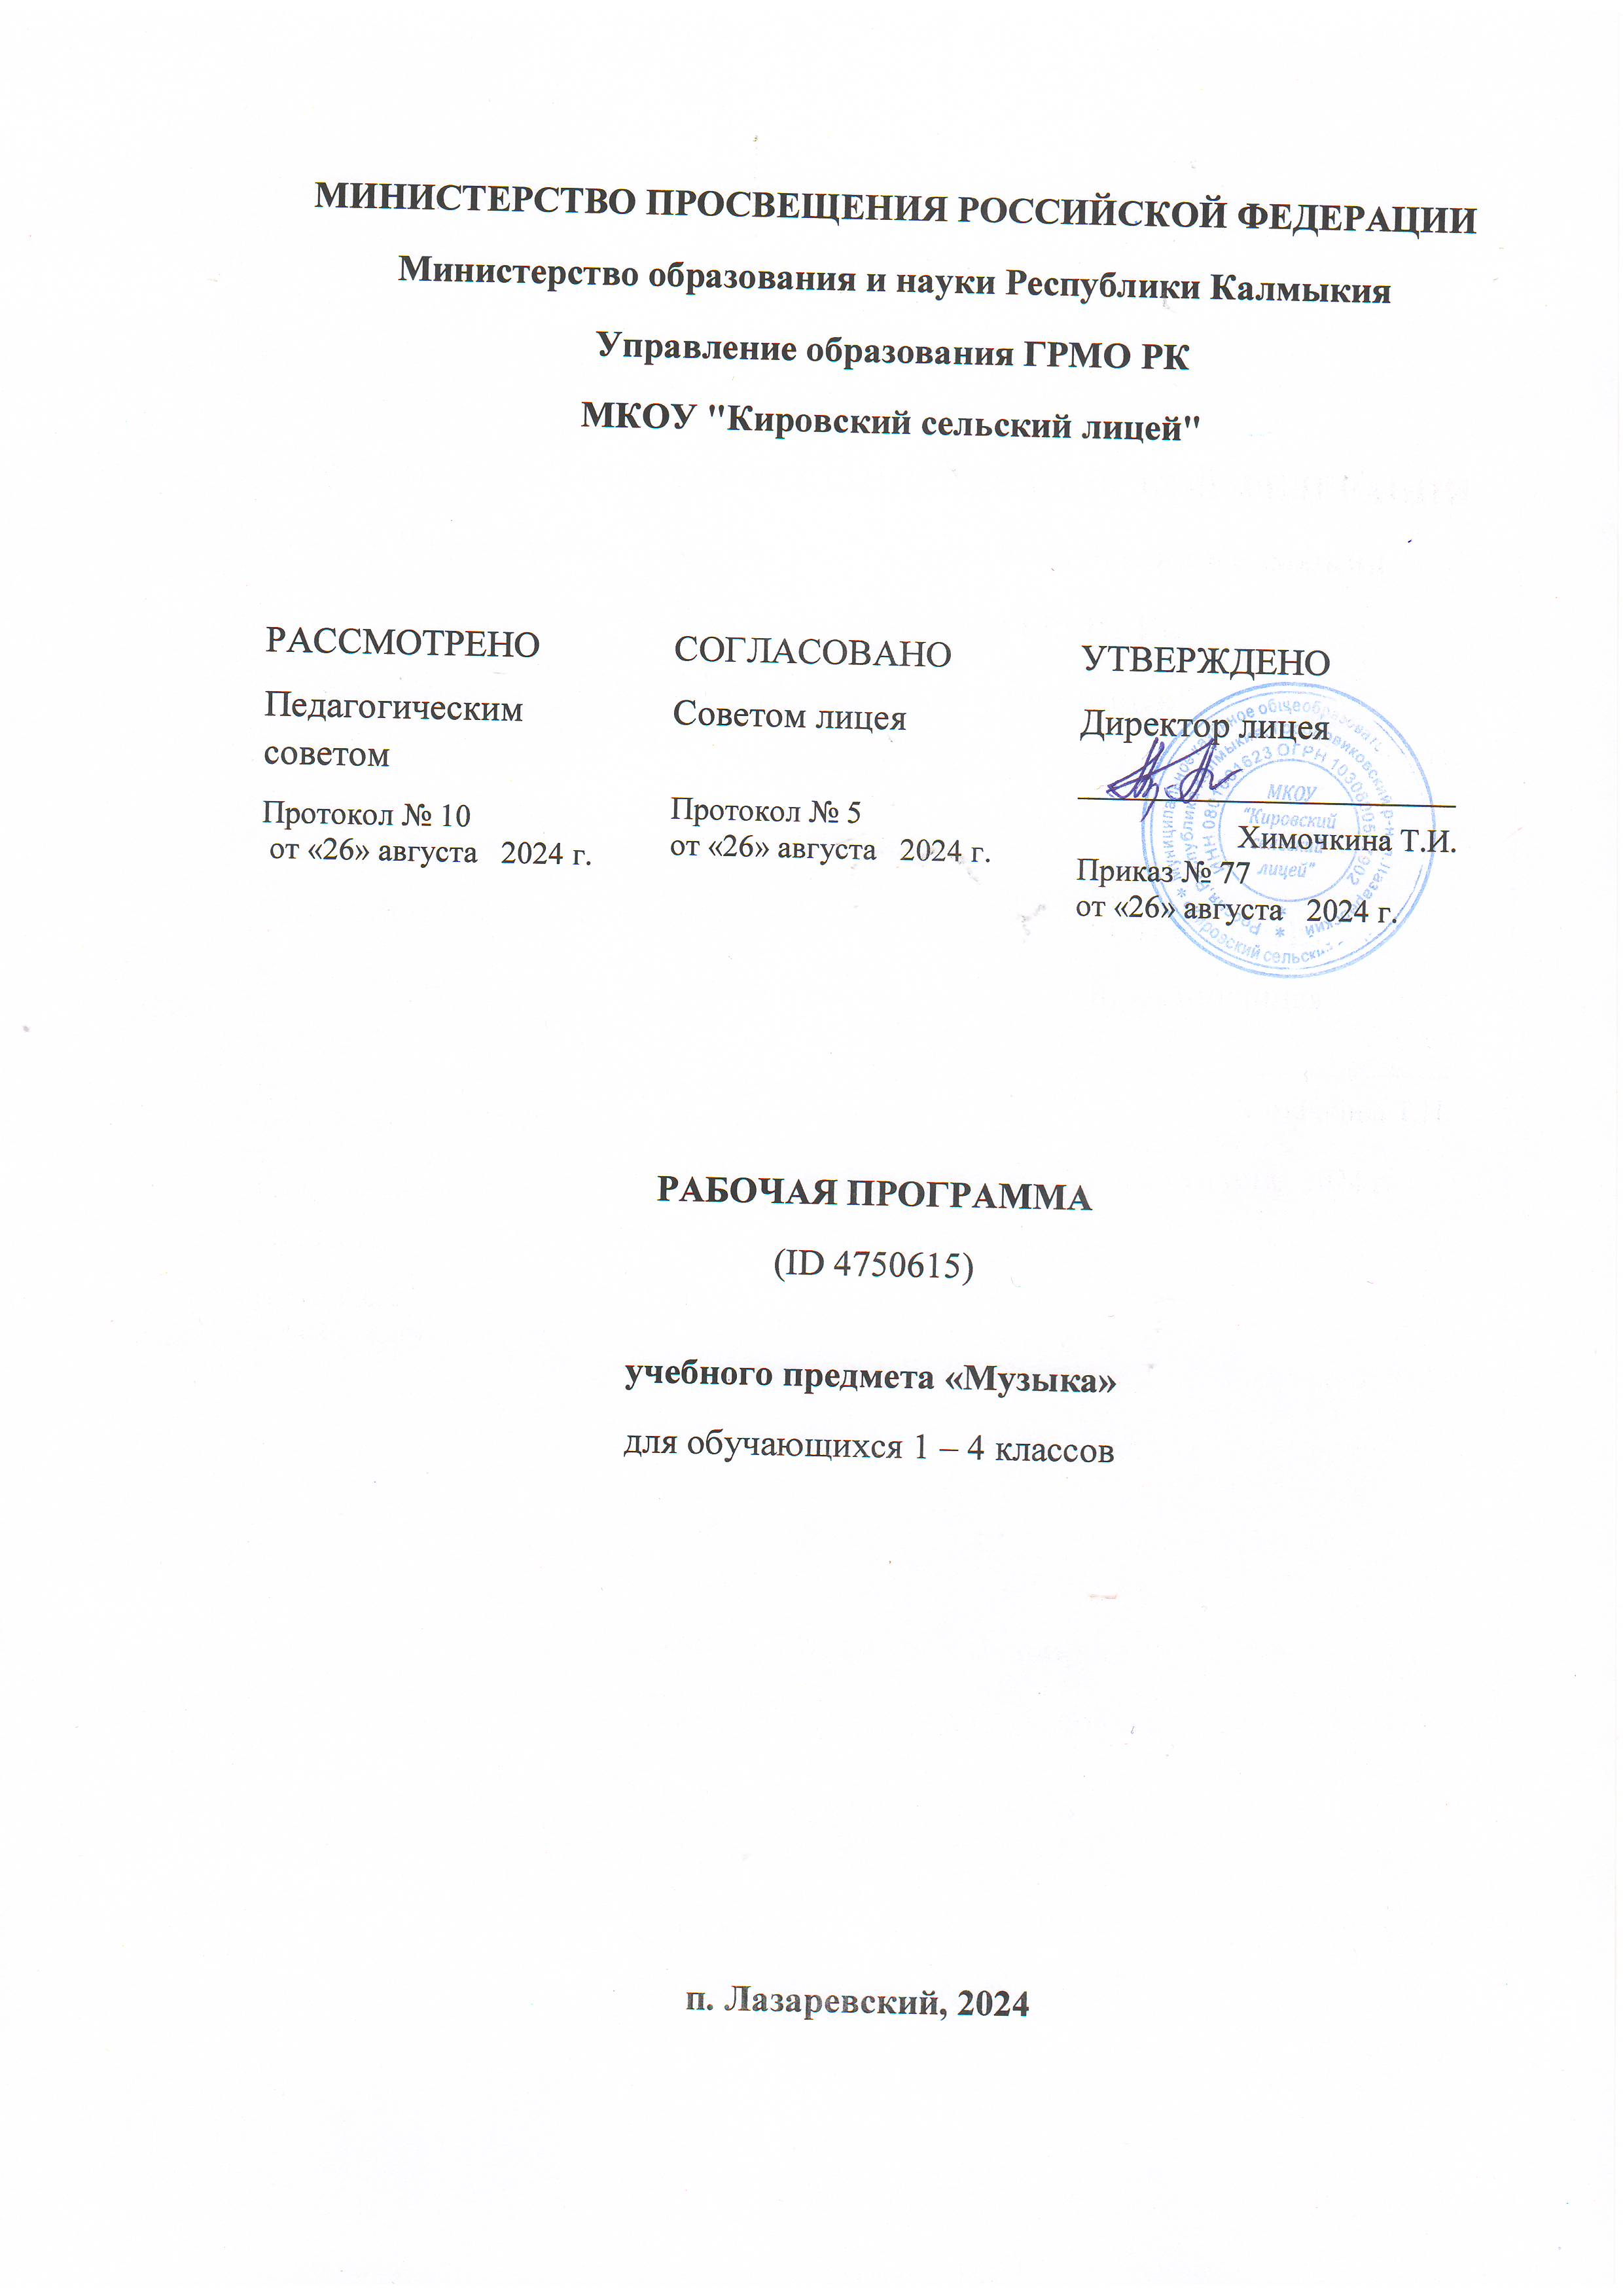 МИНИСТЕРСТВО ПРОСВЕЩЕНИЯ РОССИЙСКОЙ ФЕДЕРАЦИИ
Министерство образования и науки Республики Калмыкия
Управление образования ГРМО РК
МКОУ "Кировский сельский лицей"
РАССМОТРЕНО
Педагогическим
советом
Протокол № 10
от «26» августа 2024 г.
СОГЛАСОВАНО
Советом лицея
Протокол № 5
от «26» августа 2024 г.
УТВЕРЖДЕНО
Директор лицея
Химочкина Т.И.
Приказ № 77
от «26» августа 2024 г.
МКОУ
"Кировский
лицей"
РАБОЧАЯ ПРОГРАММА
(ID 4750615)
учебного предмета «Музыка»
для обучающихся 1 – 4 классов
п. Лазаревский, 2024